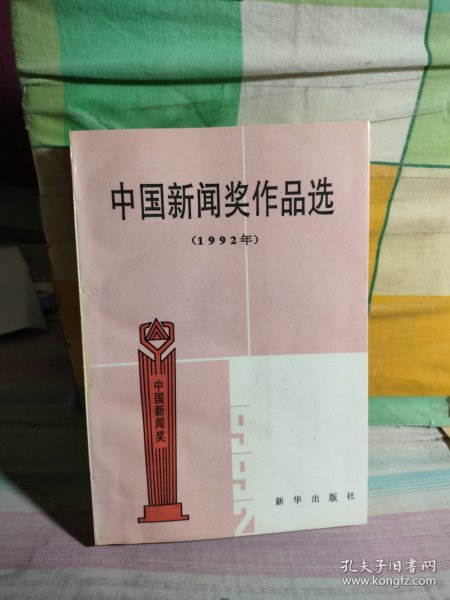 中国新闻奖作品选
(1992年)
中国新闻奖
1992
新华出版社
孔夫子旧书网
www.kongfz.com